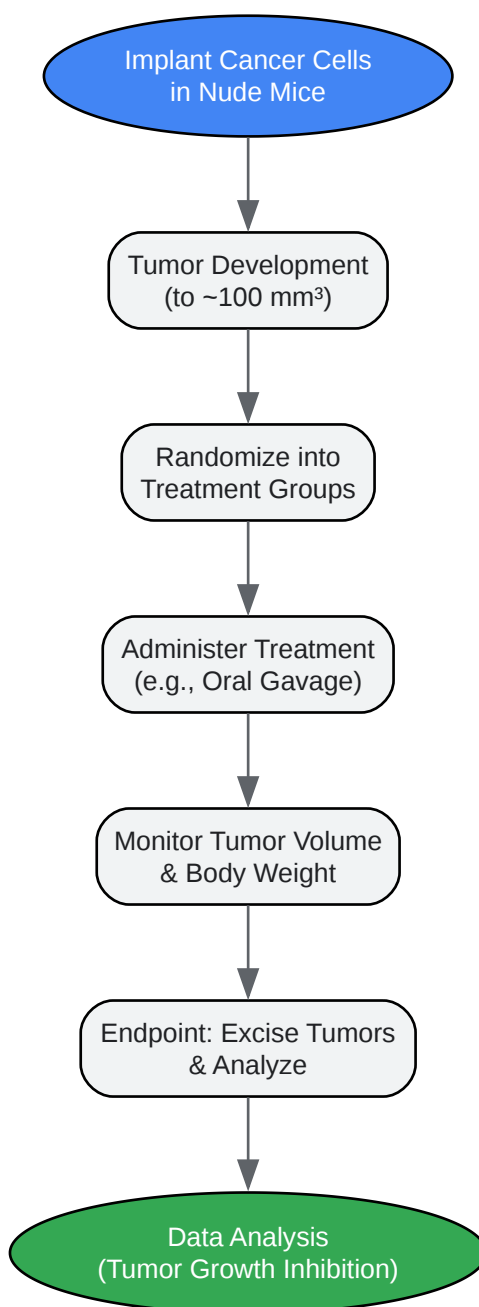 Implant Cancer Cells
in Nude Mice
Tumor Development
(to ~100 mm³)
Randomize into
Treatment Groups
Administer Treatment
(e.g., Oral Gavage)
Monitor Tumor Volume
& Body Weight
Endpoint: Excise Tumors
& Analyze
Data Analysis
(Tumor Growth Inhibition)